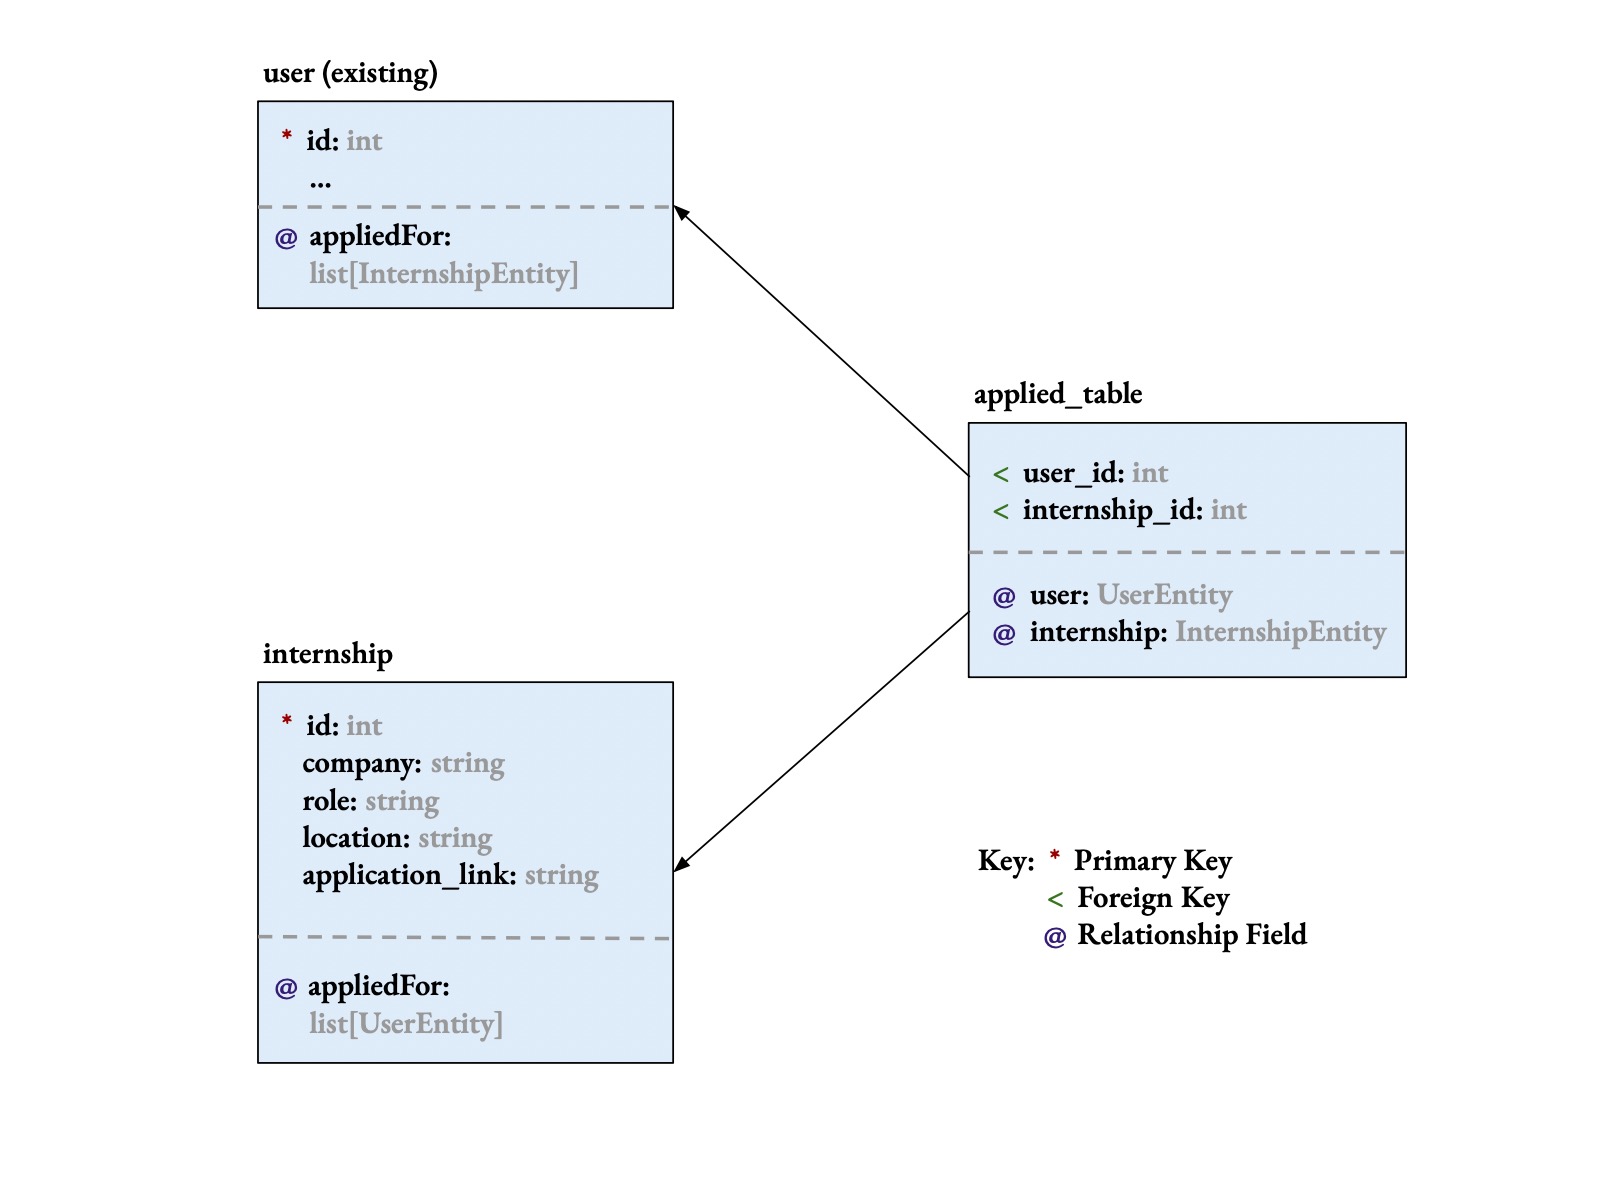 user (existing)
* id: int
...
@ appliedFor:
list[InternshipEntity]
applied_table
< user_id: int
< internship_id: int
@ user: UserEntity
@ internship: InternshipEntity
internship
* id: int
company: string
role: string
location: string
application_link: string
@ appliedFor:
list[UserEntity]
Key: * Primary Key
< Foreign Key
@ Relationship Field